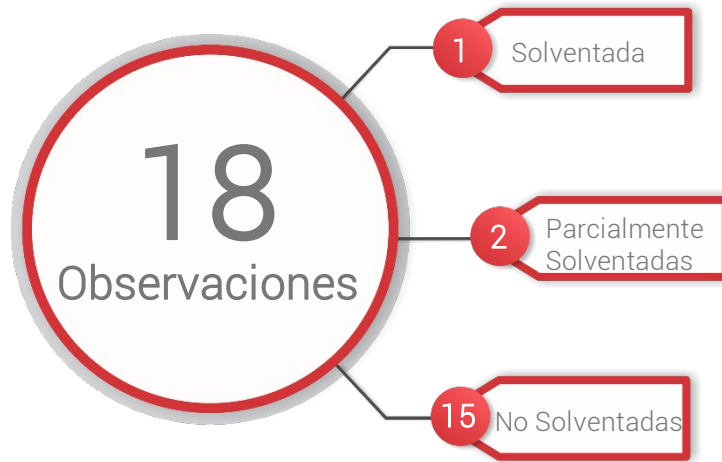 18
Observaciones
1
Solventada
2
Parcialmente
Solventadas
15
No Solventadas